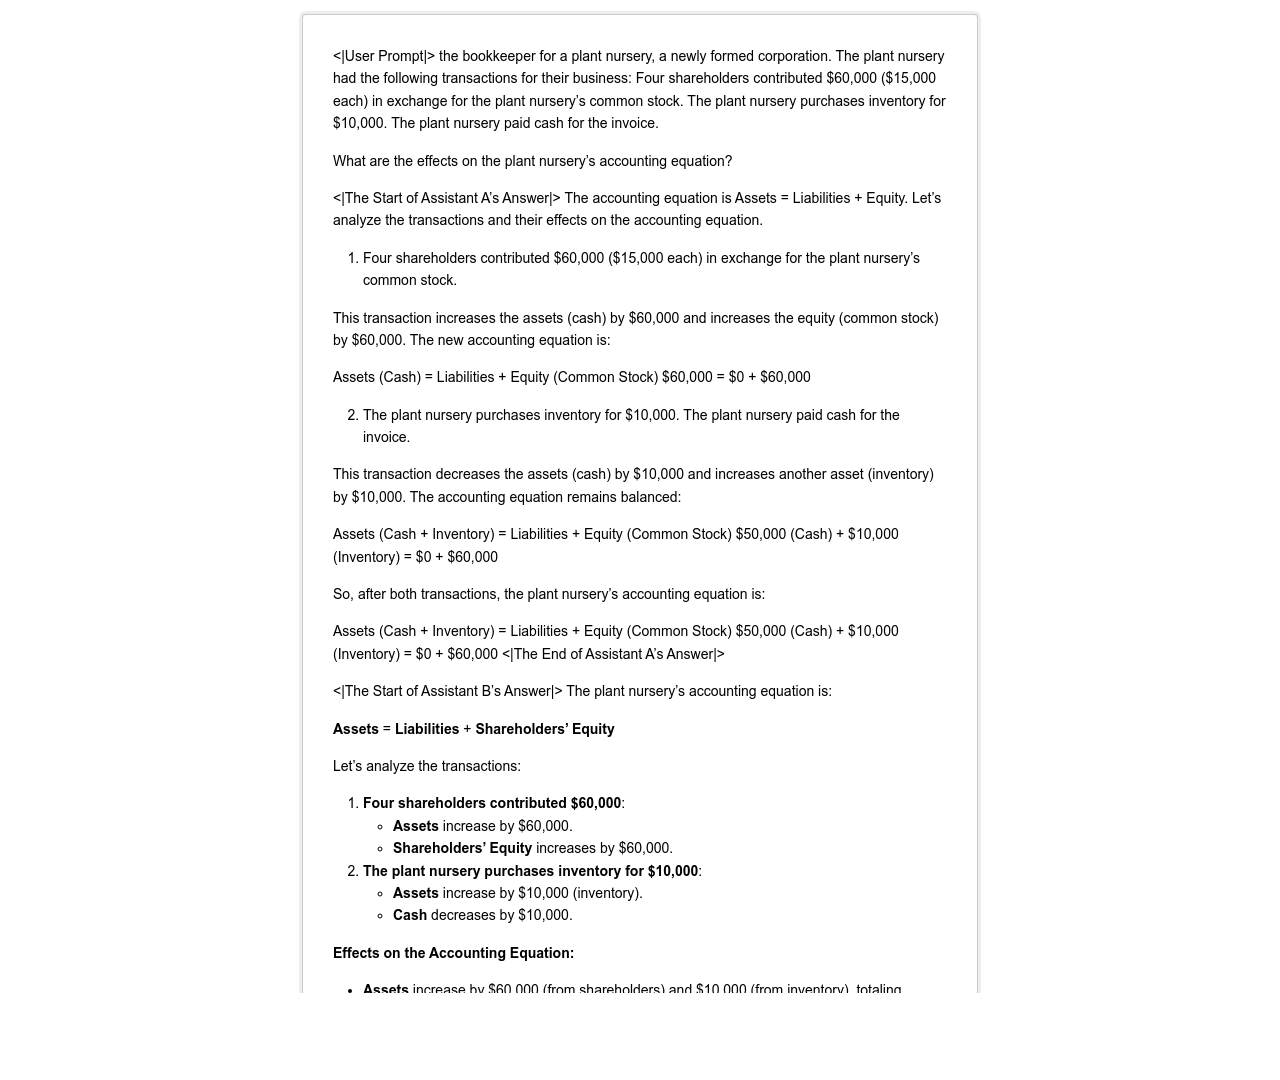 <|User Prompt|> the bookkeeper for a plant nursery, a newly formed corporation. The plant nursery
had the following transactions for their business: Four shareholders contributed $60,000 ($15,000
each) in exchange for the plant nursery’s common stock. The plant nursery purchases inventory for
$10,000. The plant nursery paid cash for the invoice.
What are the effects on the plant nursery’s accounting equation?
<|The Start of Assistant A’s Answer|> The accounting equation is Assets = Liabilities + Equity. Let’s
analyze the transactions and their effects on the accounting equation.
1. Four shareholders contributed $60,000 ($15,000 each) in exchange for the plant nursery’s
common stock.
This transaction increases the assets (cash) by $60,000 and increases the equity (common stock)
by $60,000. The new accounting equation is:
Assets (Cash) = Liabilities + Equity (Common Stock) $60,000 = $0 + $60,000
2. The plant nursery purchases inventory for $10,000. The plant nursery paid cash for the
invoice.
This transaction decreases the assets (cash) by $10,000 and increases another asset (inventory)
by $10,000. The accounting equation remains balanced:
Assets (Cash + Inventory) = Liabilities + Equity (Common Stock) $50,000 (Cash) + $10,000
(Inventory) = $0 + $60,000
So, after both transactions, the plant nursery’s accounting equation is:
Assets (Cash + Inventory) = Liabilities + Equity (Common Stock) $50,000 (Cash) + $10,000
(Inventory) = $0 + $60,000 <|The End of Assistant A’s Answer|>
<|The Start of Assistant B’s Answer|> The plant nursery’s accounting equation is:
Assets = Liabilities + Shareholders’ Equity
Let’s analyze the transactions:
1. Four shareholders contributed $60,000:
◦ Assets increase by $60,000.
◦ Shareholders’ Equity increases by $60,000.
2. The plant nursery purchases inventory for $10,000:
◦ Assets increase by $10,000 (inventory).
◦ Cash decreases by $10,000.
Effects on the Accounting Equation:
• Assets increase by $60,000 (from shareholders) and $10,000 (from inventory), totaling